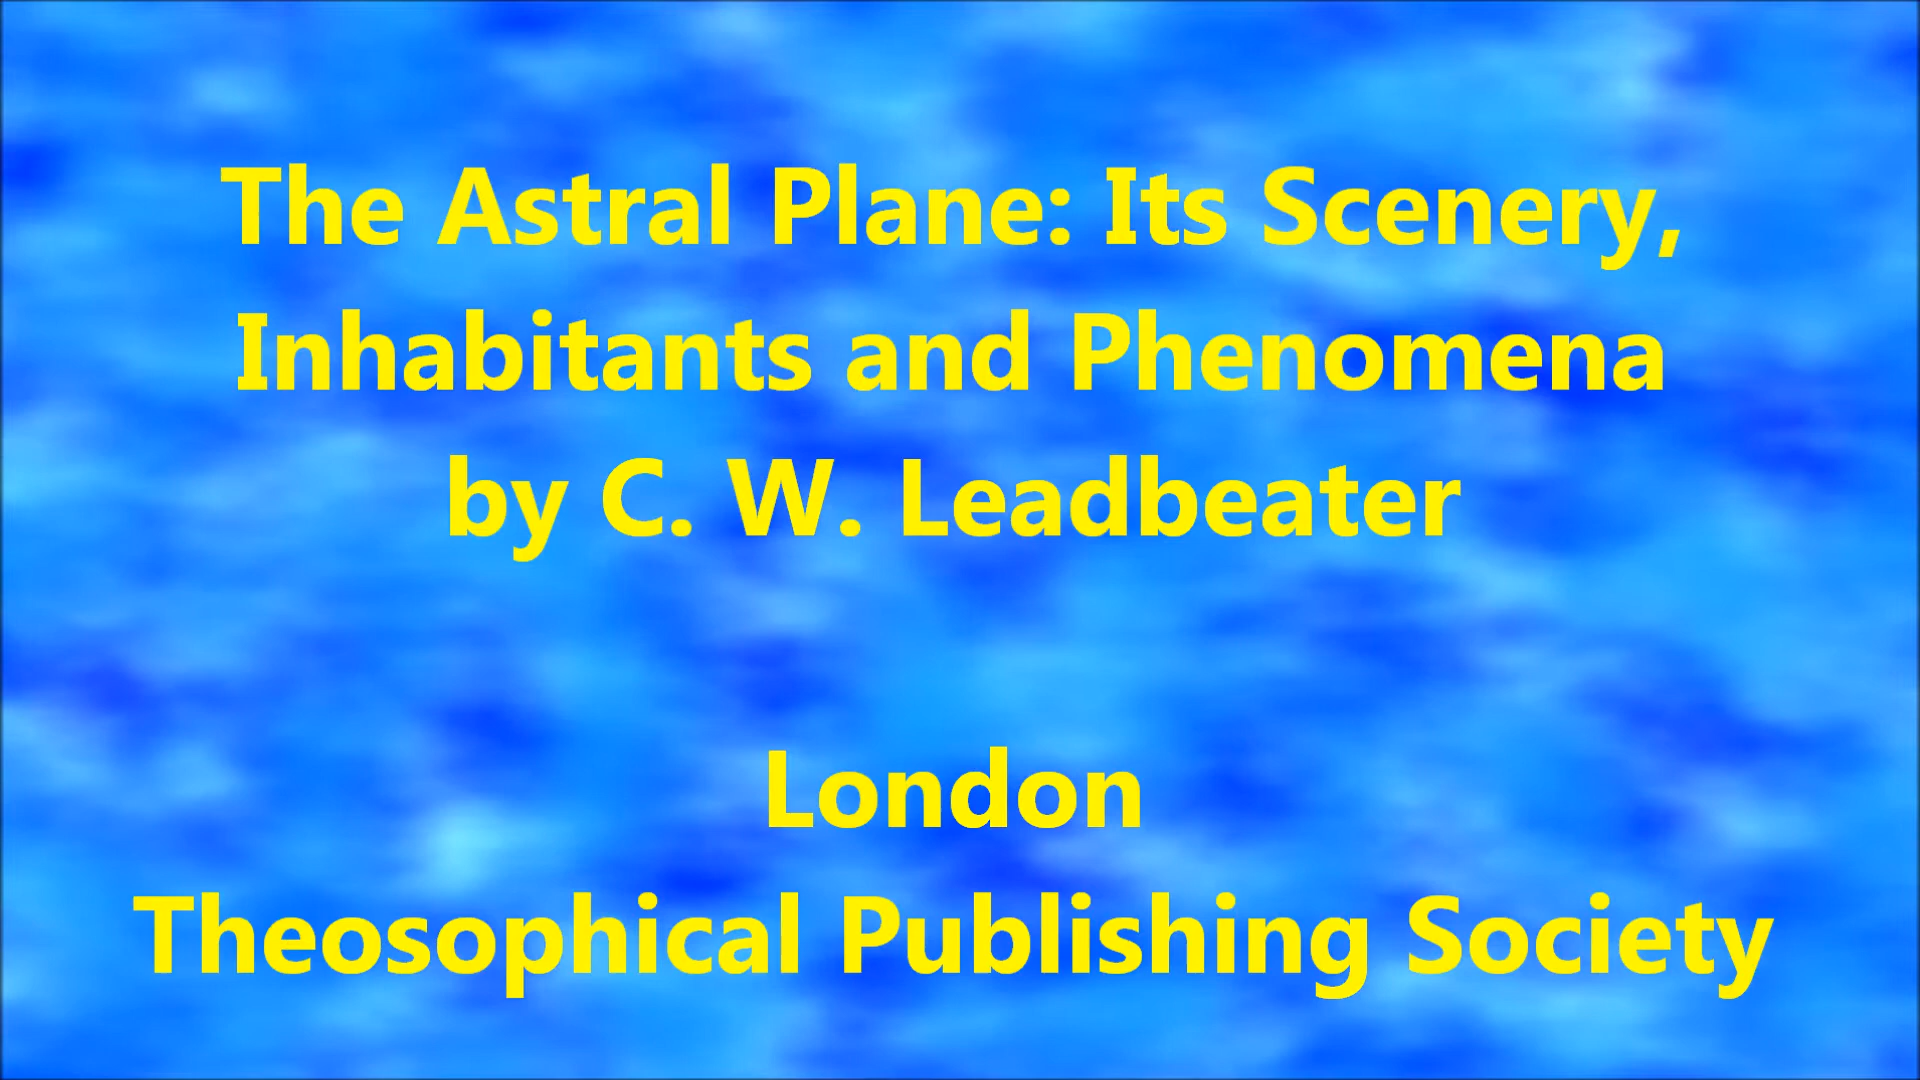 The Astral Plane: Its Scenery,
Inhabitants and Phenomena
by C. W. Leadbeater
London
Theosophical Publishing Society